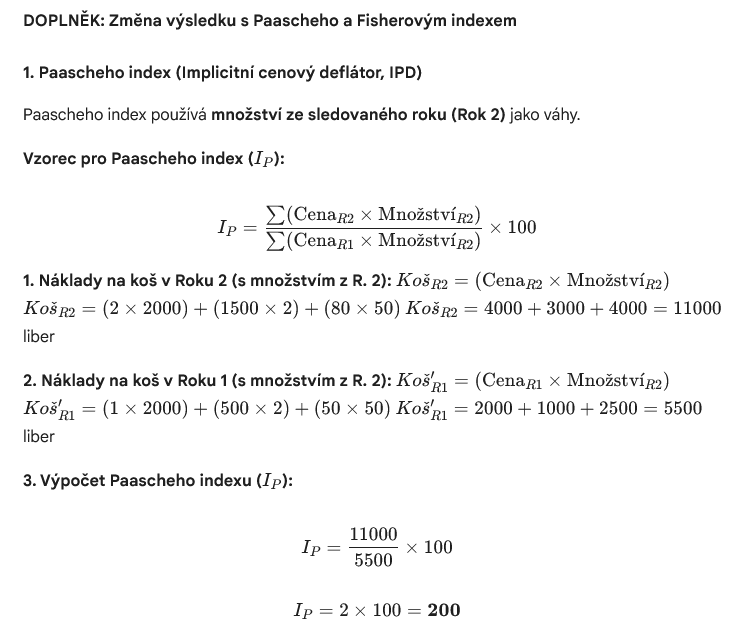 DOPLNĚK: Změna výsledku s Paascheho a Fisherovým indexem
1. Paascheho index (Implicitní cenový deflátor, IPD)
Paascheho index používá množství ze sledovaného roku (Rok 2) jako váhy.
Vzorec pro Paascheho index (I_P):
I_P = ∑(Cena_R2 × Množství_R2) / ∑(Cena_R1 × Množství_R2) × 100
1. Náklady na koš v Roku 2 (s množstvím z R. 2): Koš_R2 = (Cena_R2 × Množství_R2)
Koš_R2 = (2 × 2000) + (1500 × 2) + (80 × 50) Koš_R2 = 4000 + 3000 + 4000 = 11000
liber
2. Náklady na koš v Roku 1 (s množstvím z R. 2): Koš′_R1 = (Cena_R1 × Množství_R2)
Koš′_R1 = (1 × 2000) + (500 × 2) + (50 × 50) Koš′_R1 = 2000 + 1000 + 2500 = 5500
liber
3. Výpočet Paascheho indexu (I_P):
I_P = 11000 / 5500 × 100
I_P = 2 × 100 = 200